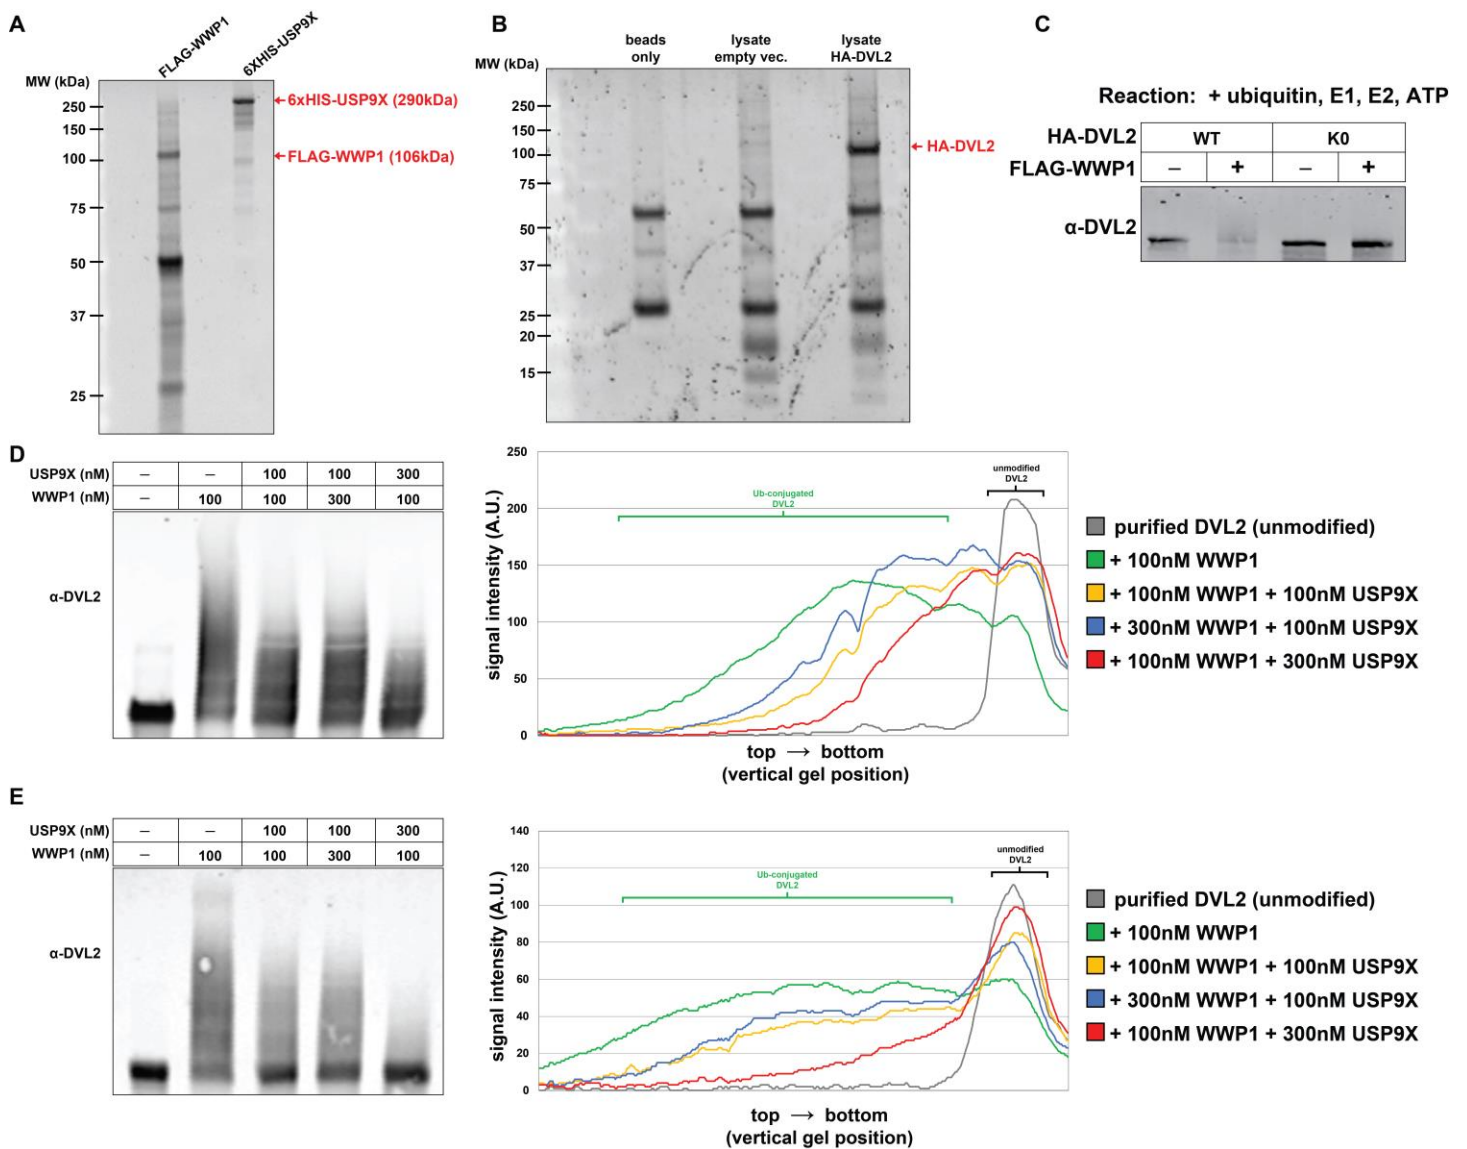 A
FLAG-WWP1
6XHIS-USP9X
MW (kDa)
250
150
100
75
50
37
25
←6xHIS-USP9X (290kDa)
←FLAG-WWP1 (106kDa)
B
beads only
lysate empty vec.
lysate HA-DVL2
MW (kDa)
250
150
100
75
50
37
25
20
15
←HA-DVL2
C
Reaction: + ubiquitin, E1, E2, ATP
HA-DVL2 WT K0
FLAG-WWP1 – + – +
α-DVL2
D
USP9X (nM) – – 100 100 300
WWP1 (nM) – 100 100 300 100
α-DVL2
signal intensity (A.U.)
250
200
150
100
50
0
Ub-conjugated
DVL2
unmodified
DVL2
top → bottom
(vertical gel position)
purified DVL2 (unmodified)
+ 100nM WWP1
+ 100nM WWP1 + 100nM USP9X
+ 300nM WWP1 + 100nM USP9X
+ 100nM WWP1 + 300nM USP9X
E
USP9X (nM) – – 100 100 300
WWP1 (nM) – 100 100 300 100
α-DVL2
signal intensity (A.U.)
140
120
100
80
60
40
20
0
Ub-conjugated
DVL2
unmodified
DVL2
top → bottom
(vertical gel position)
purified DVL2 (unmodified)
+ 100nM WWP1
+ 100nM WWP1 + 100nM USP9X
+ 300nM WWP1 + 100nM USP9X
+ 100nM WWP1 + 300nM USP9X